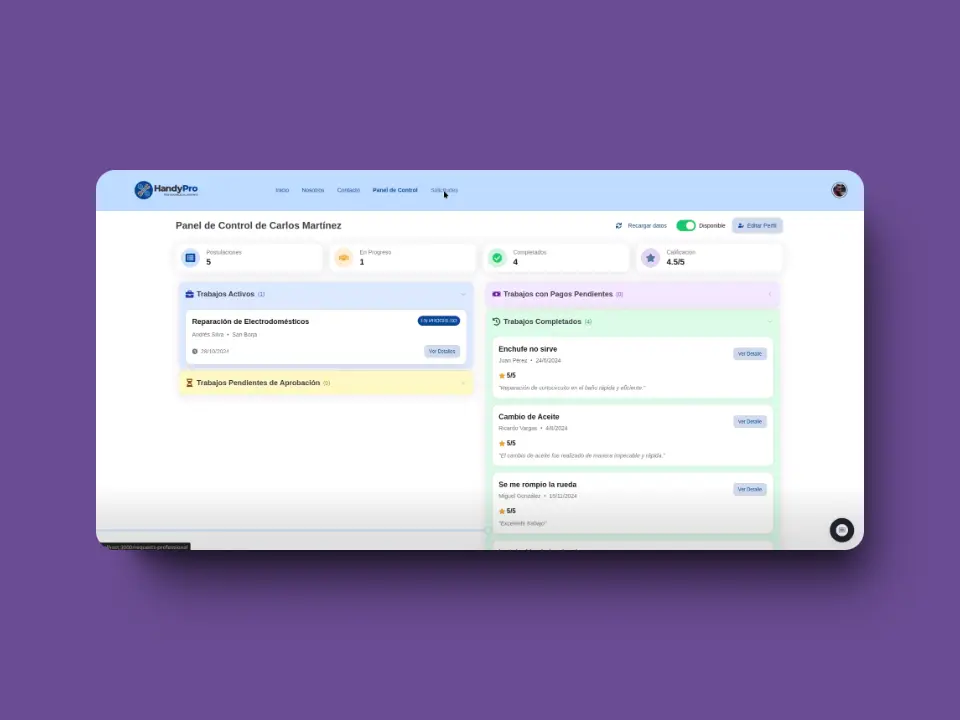 HandyPro
Inicio
Nosotros
Contacto
Panel de Control
Solicitudes
Panel de Control de Carlos Martínez
Recargar datos
Disponible
Editar Perfil
Postulaciones
5
En Progreso
1
Completados
4
Calificación
4.5/5
Trabajos Activos (1)
Reparación de Electrodomésticos
EN PROCESO
Andrés Silva • San Borja
28/10/2024
Ver Detalles
Trabajos Pendientes de Aprobación (0)
Trabajos con Pagos Pendientes (0)
Trabajos Completados (4)
Enchufe no sirve
Juan Pérez • 24/6/2024
Ver Detalle
5/5
"Reparación de cortocircuito en el baño rápida y eficiente."
Cambio de Aceite
Ricardo Vargas • 4/8/2024
Ver Detalle
5/5
"El cambio de aceite fue realizado de manera impecable y rápida."
Se me rompio la rueda
Miguel González • 15/11/2024
Ver Detalle
5/5
"Excelente trabajo"